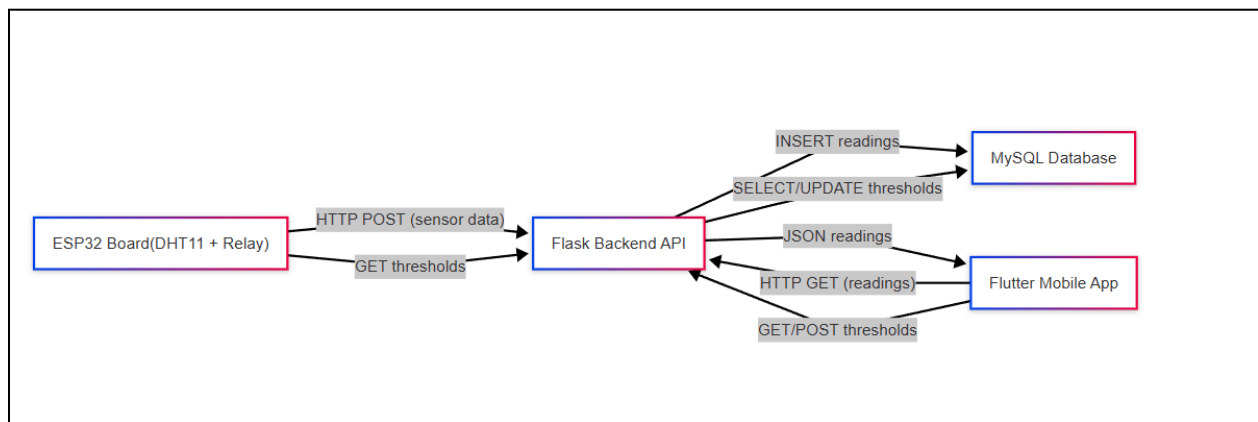 ESP32 Board(DHT11 + Relay)
HTTP POST (sensor data)
GET thresholds
Flask Backend API
INSERT readings
SELECT/UPDATE thresholds
JSON readings
HTTP GET (readings)
GET/POST thresholds
MySQL Database
Flutter Mobile App